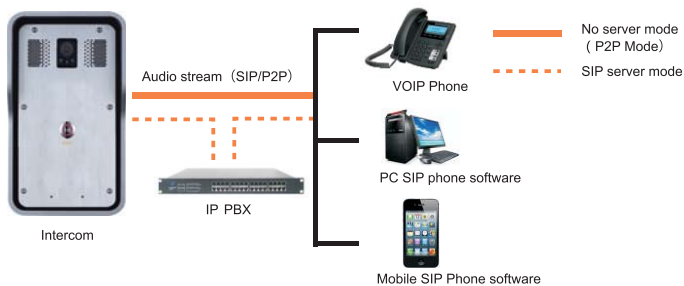 Audio stream（SIP/P2P）
Intercom
IP PBX
VOIP Phone
PC SIP phone software
Mobile SIP Phone software
No server mode
( P2P Mode）
SIP server mode